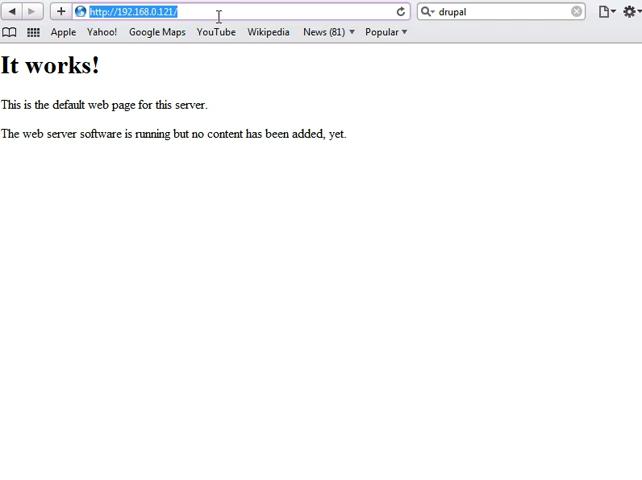 http://192.168.0.121/
drupal
Apple Yahoo! Google Maps YouTube Wikipedia News (81) Popular
It works!
This is the default web page for this server.
The web server software is running but no content has been added, yet.